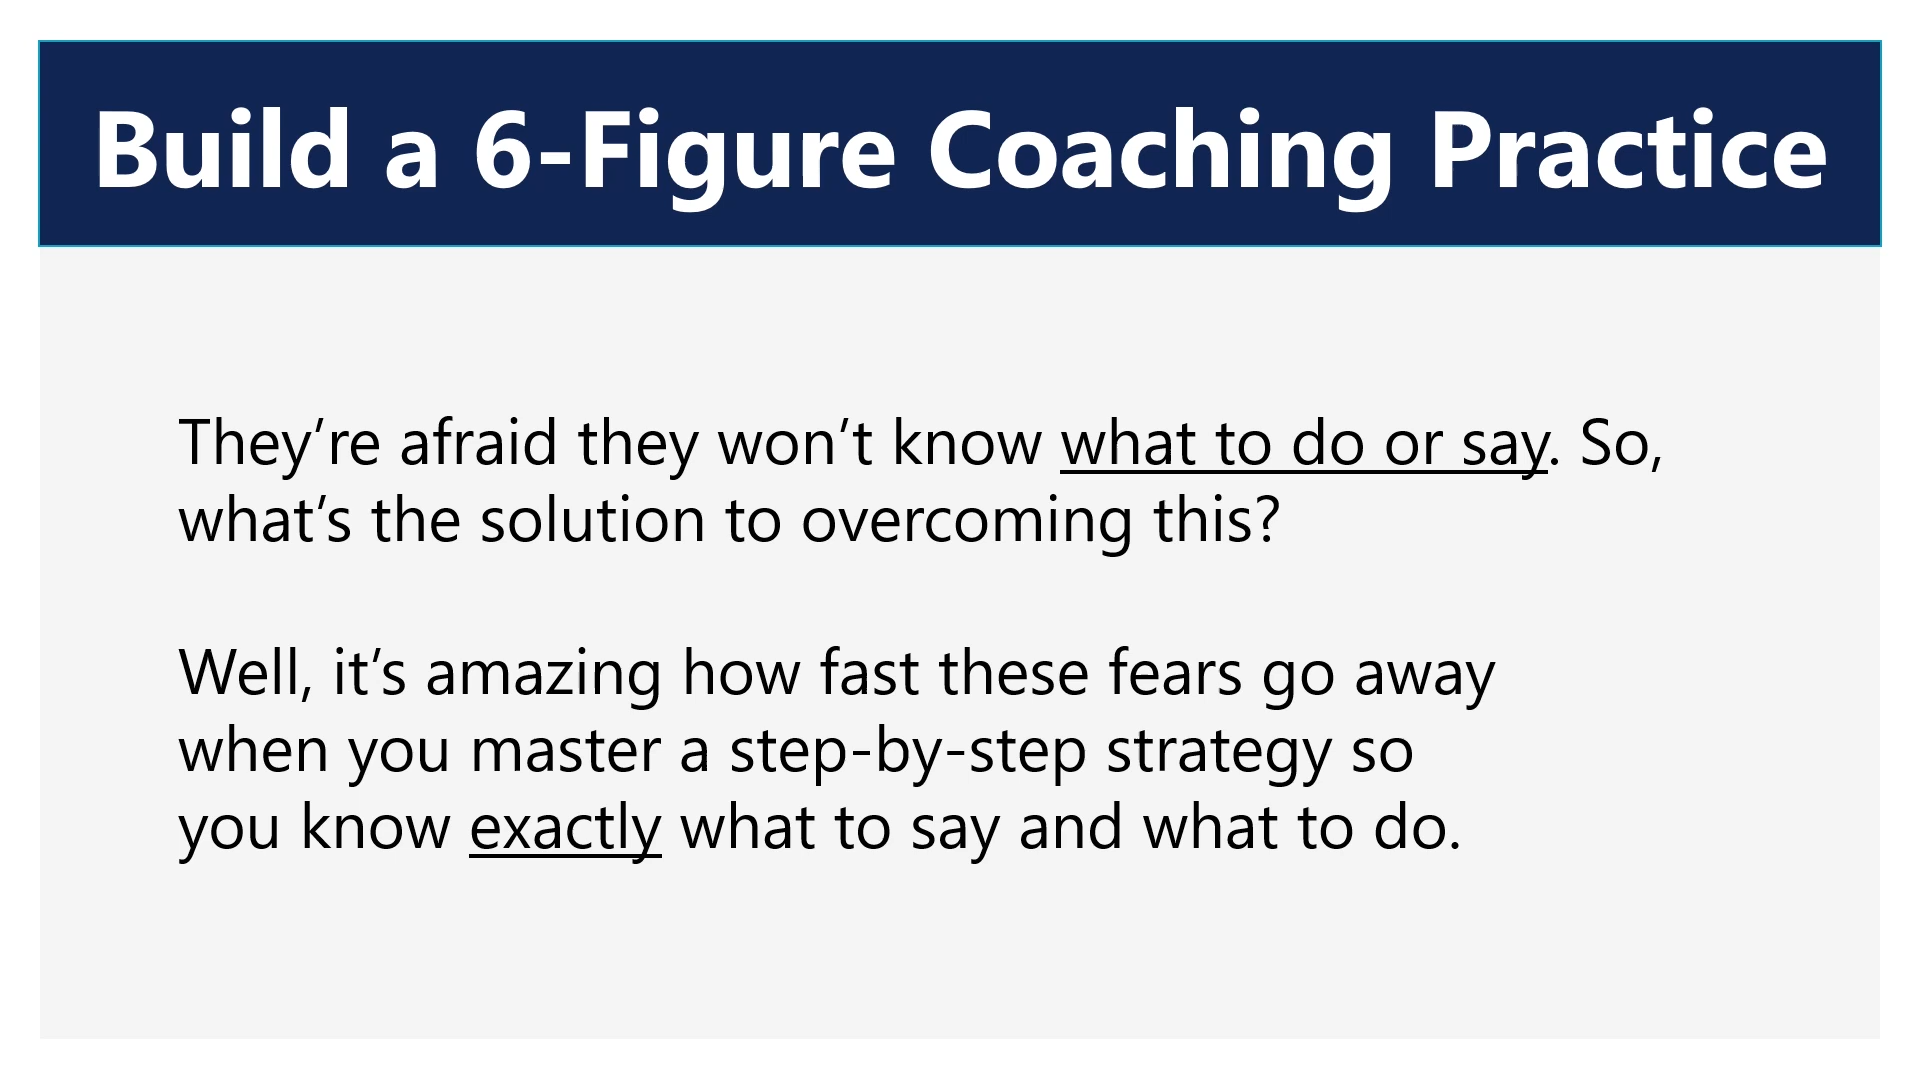 Build a 6-Figure Coaching Practice
They’re afraid they won’t know what to do or say. So,
what’s the solution to overcoming this?
Well, it’s amazing how fast these fears go away
when you master a step-by-step strategy so
you know exactly what to say and what to do.